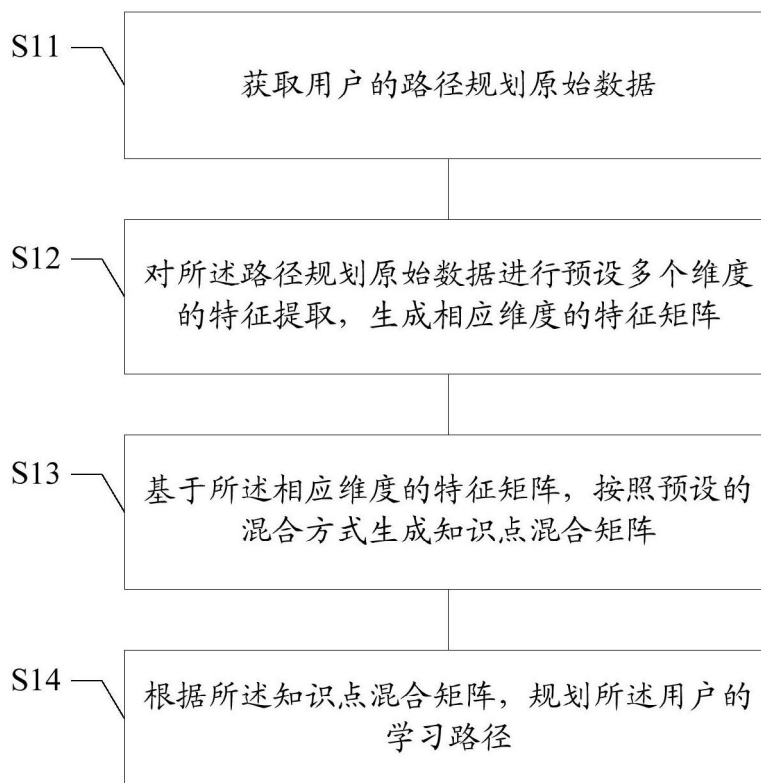 S11
获取用户的路径规划原始数据
S12
对所述路径规划原始数据进行预设多个维度
的特征提取，生成相应维度的特征矩阵
S13
基于所述相应维度的特征矩阵，按照预设的
混合方式生成知识点混合矩阵
S14
根据所述知识点混合矩阵，规划所述用户的
学习路径